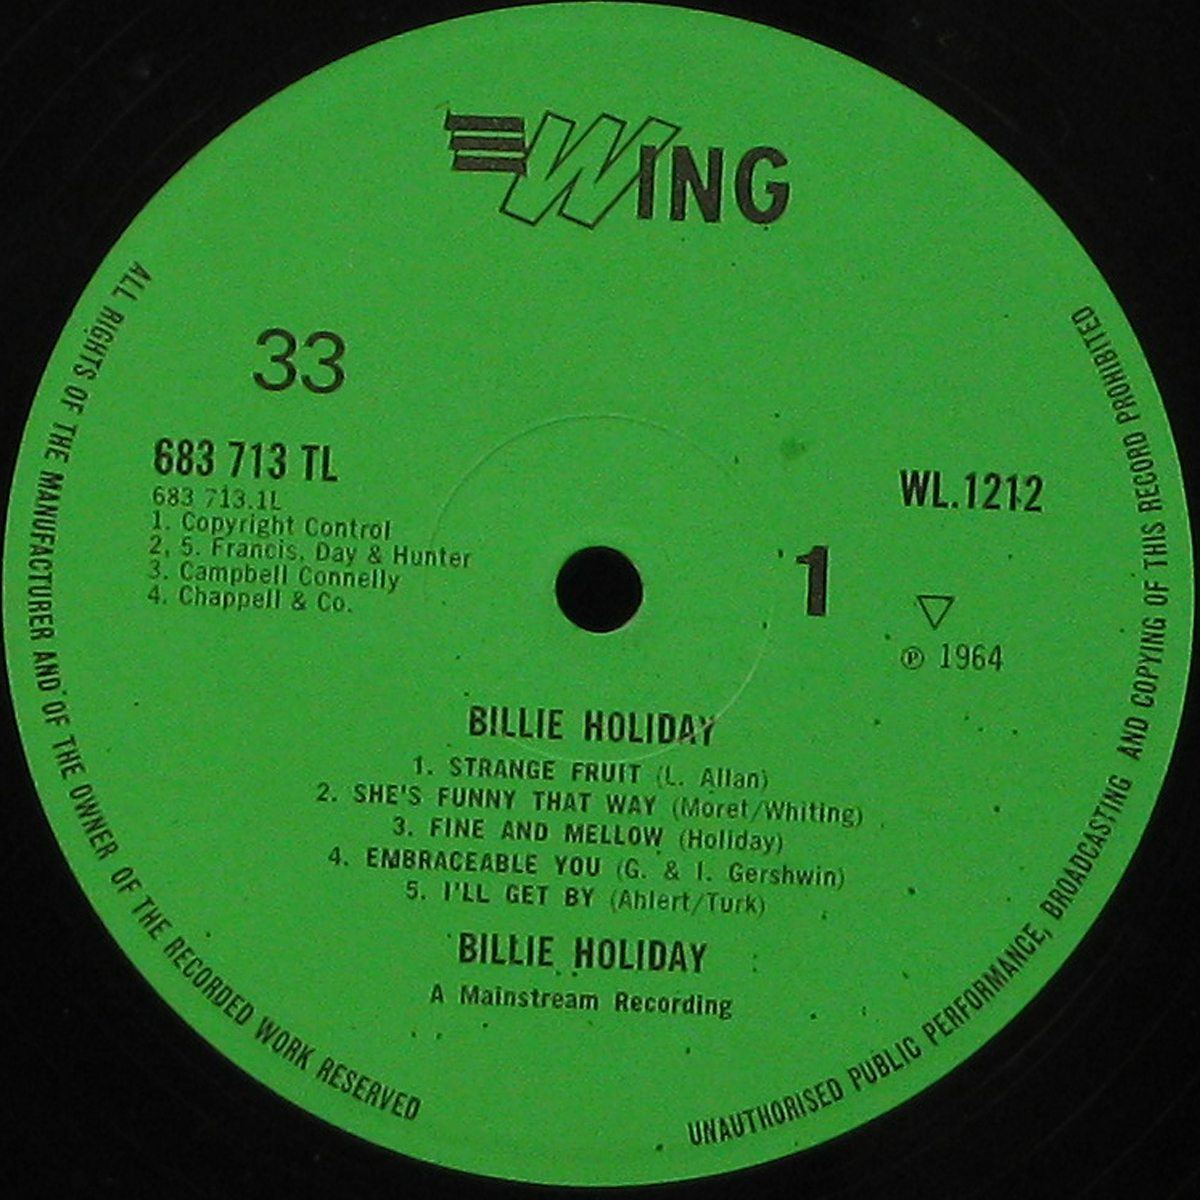 WING
33
683 713 TL
683 713.1L
1. Copyright Control
2, 5. Francis, Day & Hunter
3. Campbell Connelly
4. Chappell & Co.
WL.1212
1
℗ 1964
BILLIE HOLIDAY
1. STRANGE FRUIT (L. Allan)
2. SHE'S FUNNY THAT WAY (Moret/Whiting)
3. FINE AND MELLOW (Holiday)
4. EMBRACEABLE YOU (G. & I. Gershwin)
5. I'LL GET BY (Ahlert/Turk)
BILLIE HOLIDAY
A Mainstream Recording
ALL RIGHTS OF THE MANUFACTURER AND OF THE OWNER OF THE RECORDED WORK RESERVED
UNAUTHORISED PUBLIC PERFORMANCE, BROADCASTING AND COPYING OF THIS RECORD PROHIBITED